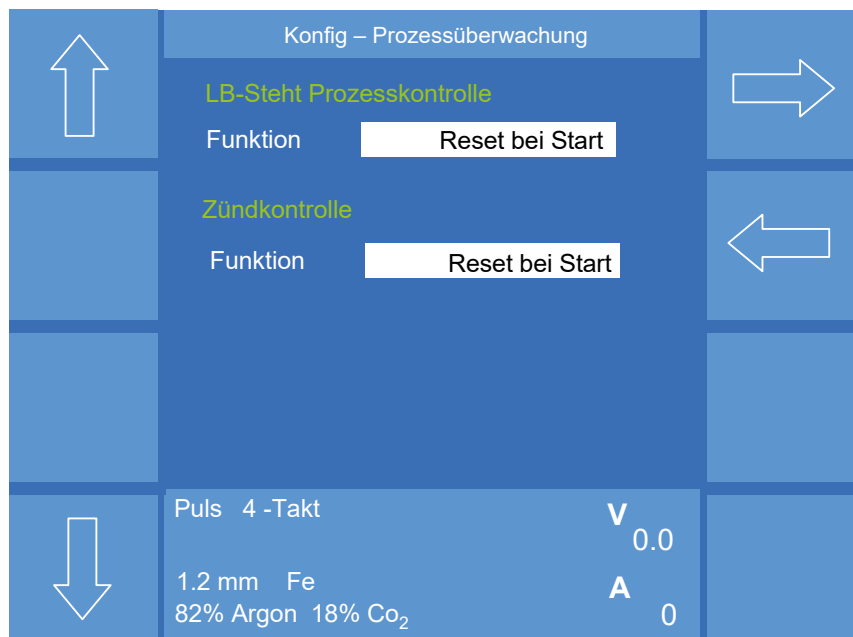 Konfig – Prozessüberwachung
LB-Steht Prozesskontrolle
Funktion Reset bei Start
Zündkontrolle
Funktion Reset bei Start
Puls 4 -Takt V
0.0
1.2 mm Fe A
82% Argon 18% Co₂ 0